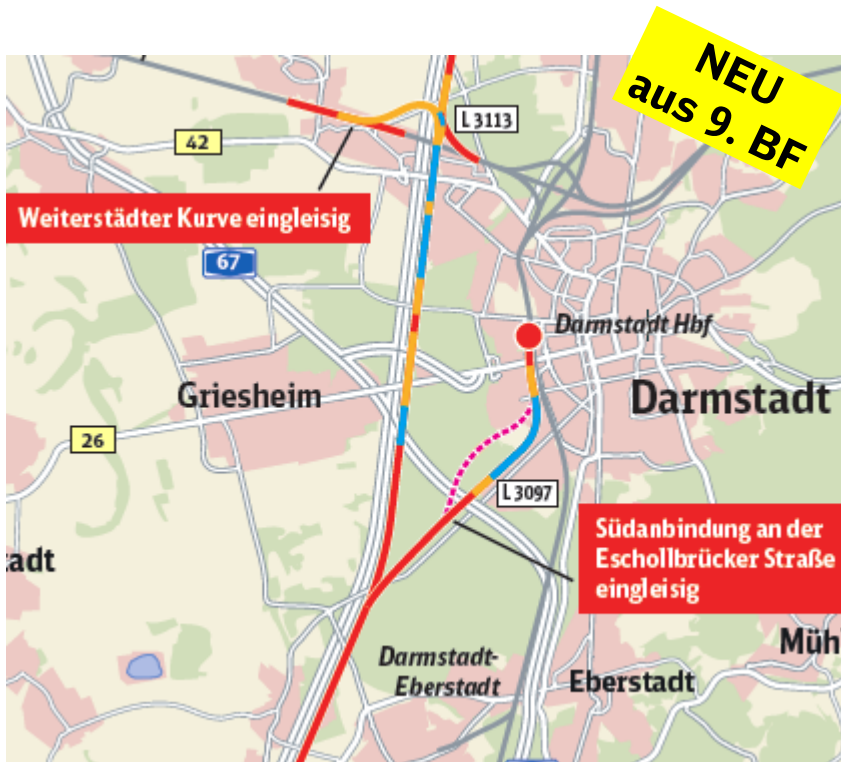 NEU
aus 9. BF
L 3113
42
Weiterstädter Kurve eingleisig
67
Darmstadt Hbf
Griesheim
Darmstadt
26
L 3097
Südanbindung an der
Eschollbrücker Straße
eingleisig
adt
Müh
Darmstadt-
Eberstadt
Eberstadt